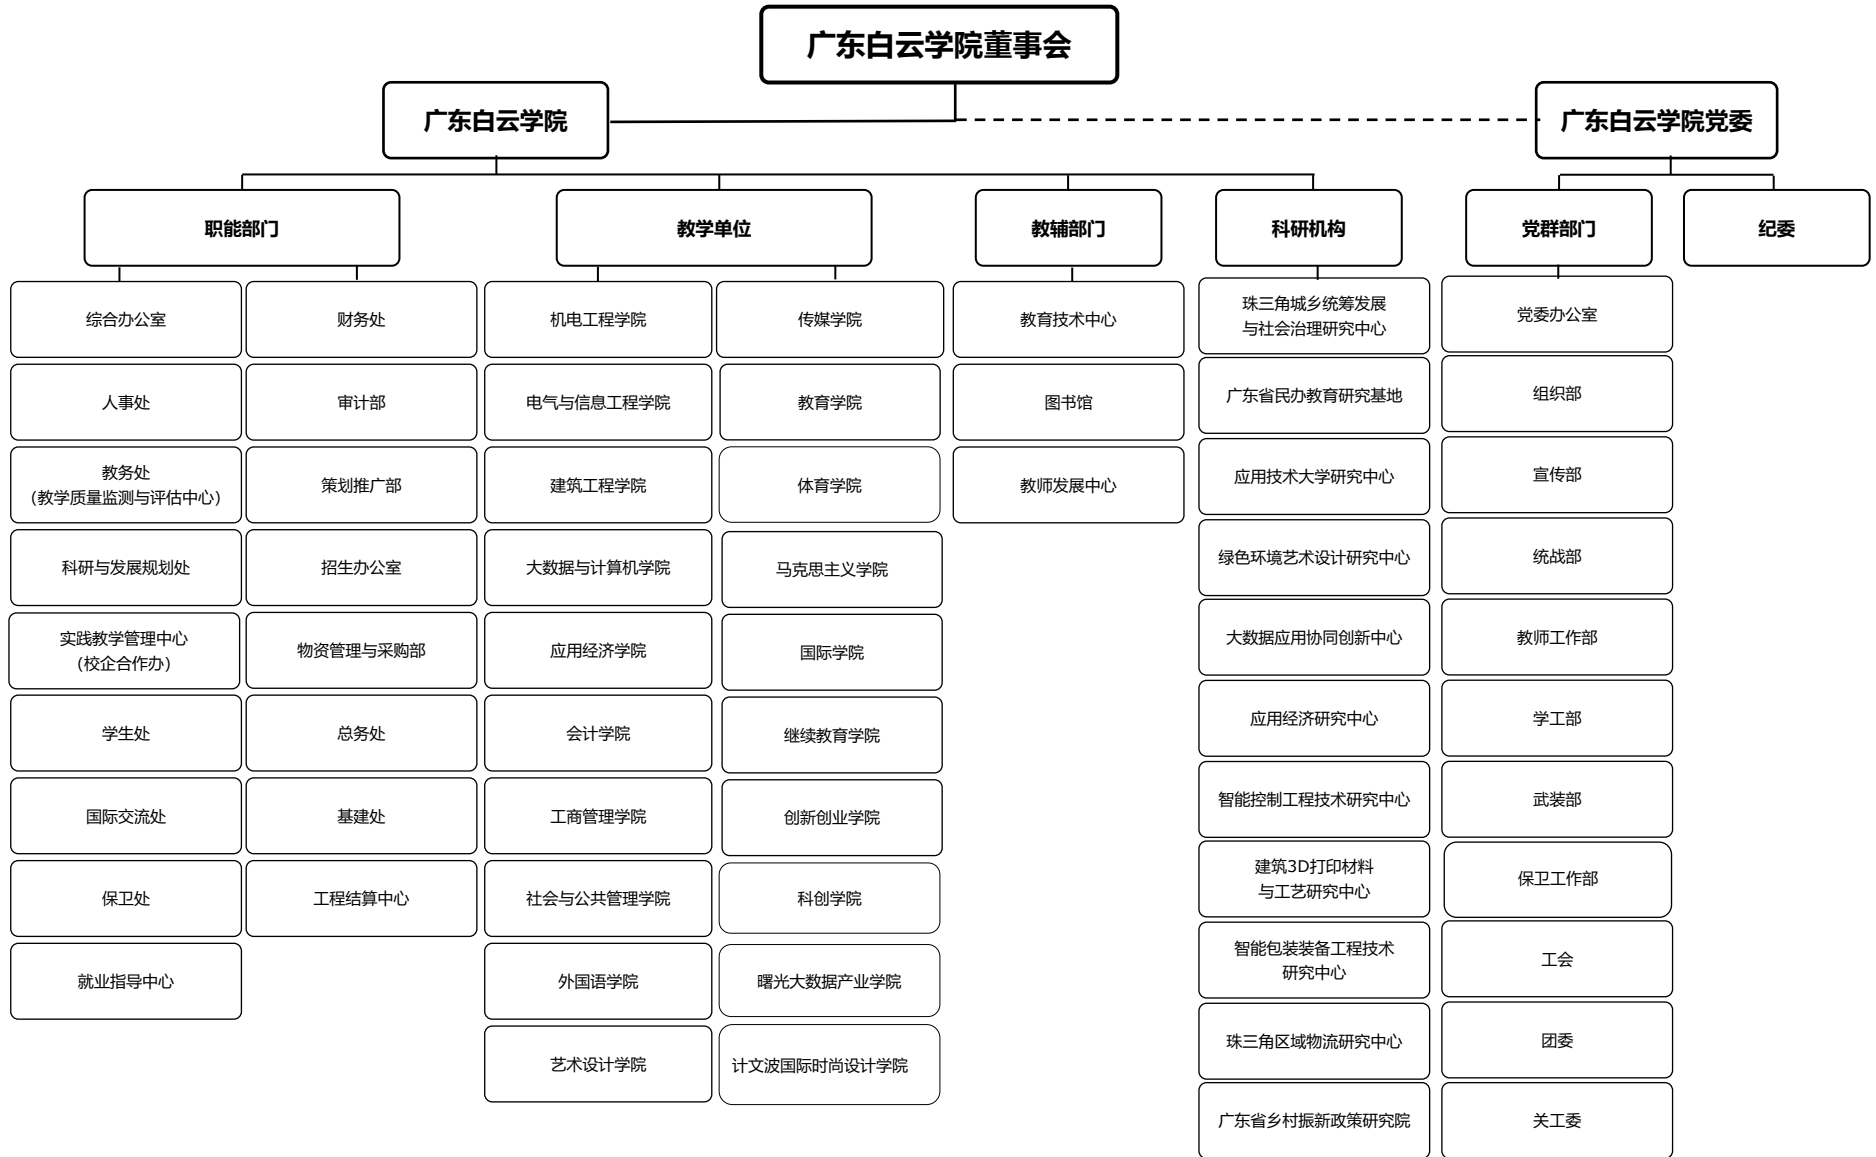 广东白云学院董事会
广东白云学院
广东白云学院党委
职能部门
教学单位
教辅部门
科研机构
党群部门
纪委
综合办公室
人事处
教务处
（教学质量监测与评估中心）
科研与发展规划处
实践教学管理中心
（校企合作办）
学生处
国际交流处
保卫处
就业指导中心
财务处
审计部
策划推广部
招生办公室
物资管理与采购部
总务处
基建处
工程结算中心
机电工程学院
电气与信息工程学院
建筑工程学院
大数据与计算机学院
应用经济学院
会计学院
工商管理学院
社会与公共管理学院
外国语学院
艺术设计学院
传媒学院
教育学院
体育学院
马克思主义学院
国际学院
继续教育学院
创新创业学院
科创学院
曙光大数据产业学院
计文波国际时尚设计学院
教育技术中心
图书馆
教师发展中心
珠三角城乡统筹发展
与社会治理研究中心
广东省民办教育研究基地
应用技术大学研究中心
绿色环境艺术设计研究中心
大数据应用协同创新中心
应用经济研究中心
智能控制工程技术研究中心
建筑3D打印材料
与工艺研究中心
智能包装装备工程技术
研究中心
珠三角区域物流研究中心
广东省乡村振新政策研究院
党委办公室
组织部
宣传部
统战部
教师工作部
学工部
武装部
保卫工作部
工会
团委
关工委